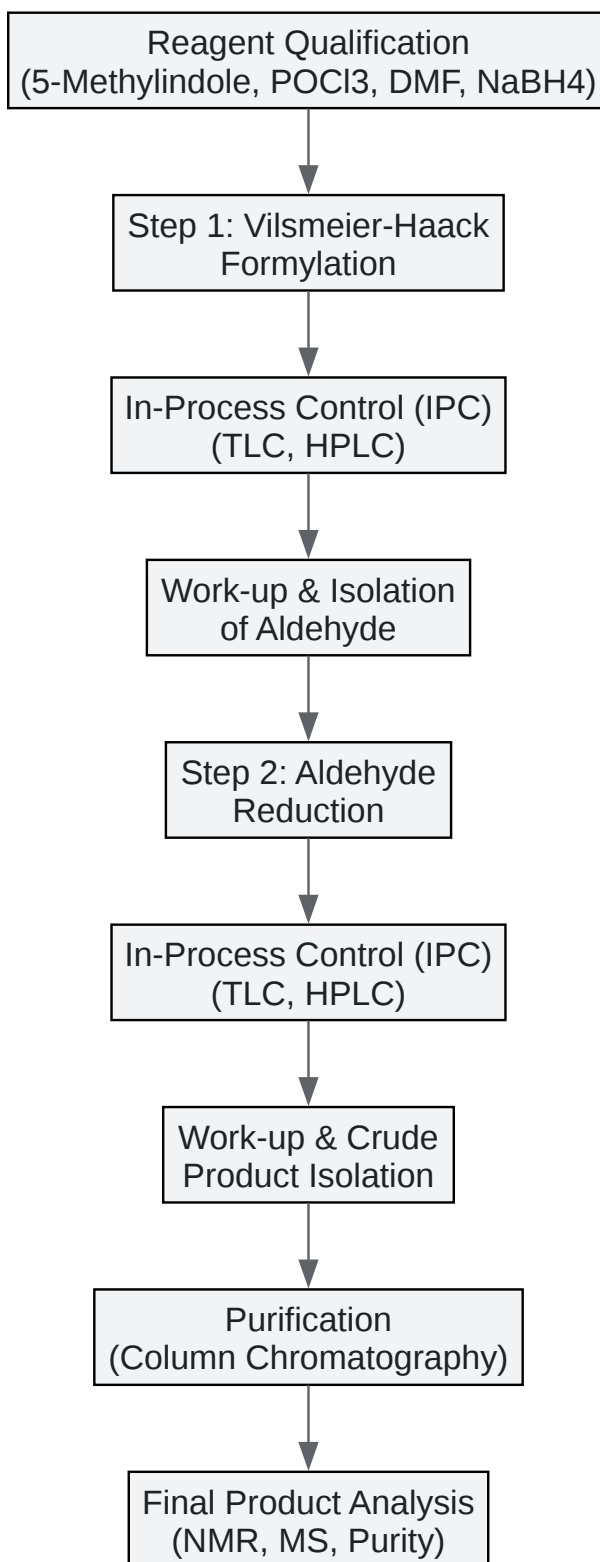 Reagent Qualification
(5-Methylindole, POCl3, DMF, NaBH4)
Step 1: Vilsmeier-Haack
Formylation
In-Process Control (IPC)
(TLC, HPLC)
Work-up & Isolation
of Aldehyde
Step 2: Aldehyde
Reduction
In-Process Control (IPC)
(TLC, HPLC)
Work-up & Crude
Product Isolation
Purification
(Column Chromatography)
Final Product Analysis
(NMR, MS, Purity)